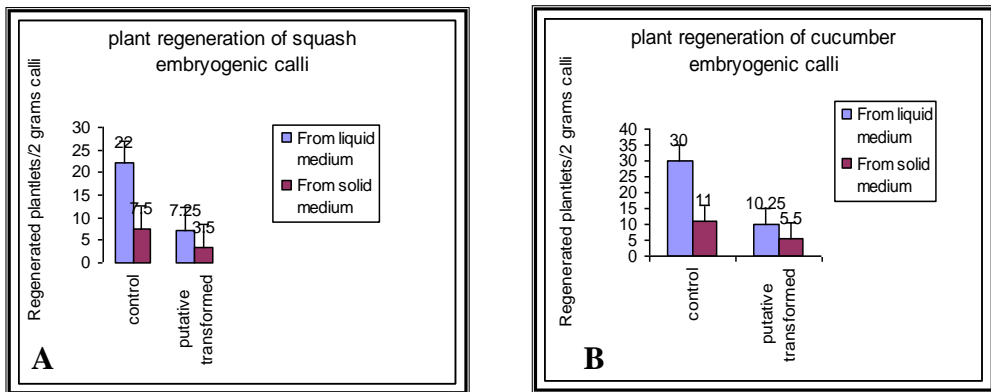 plant regeneration of squash
embryogenic calli
Regenerated plantlets/2 grams calli
30
25
20
15
10
5
0
22
7.5
7.25
3.5
control
putative
transformed
From liquid
medium
From solid
medium
A
plant regeneration of cucumber
embryogenic calli
Regenerated plantlets/2 grams calli
40
35
30
25
20
15
10
5
0
30
11
10.25
5.5
control
putative
transformed
From liquid
medium
From solid
medium
B